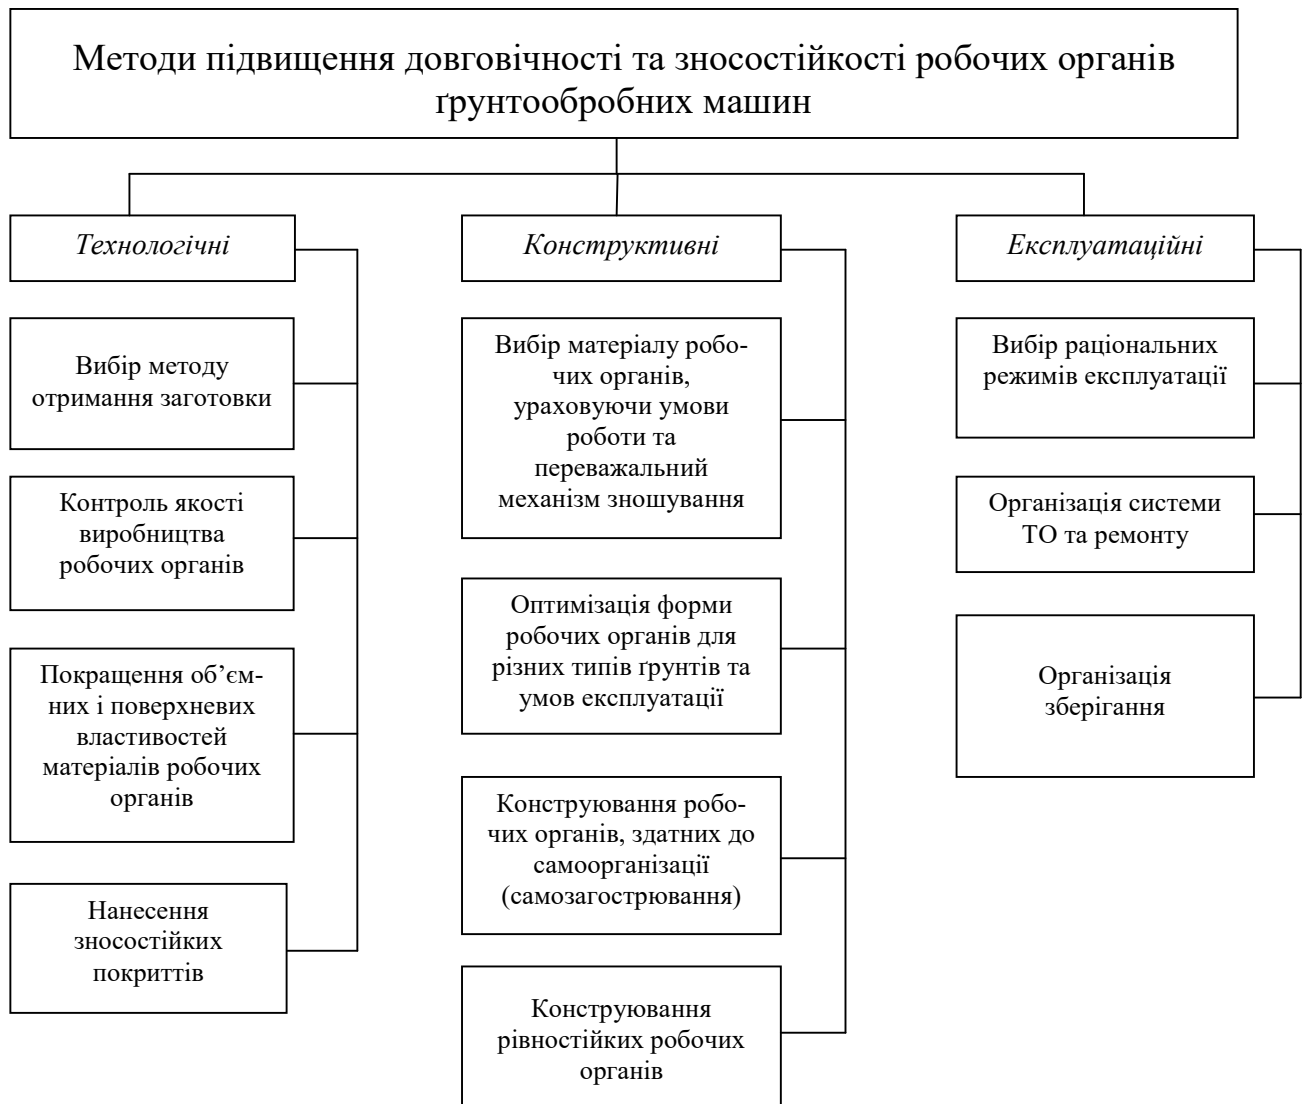 Методи підвищення довговічності та зносостійкості робочих органів
ґрунтообробних машин
Технологічні
Вибір методу
отримання заготовки
Контроль якості
виробництва
робочих органів
Покращення об’єм-
них і поверхневих
властивостей
матеріалів робочих
органів
Нанесення
зносостійких
покриттів
Конструктивні
Вибір матеріалу робо-
чих органів,
ураховуючи умови
роботи та
переважальний
механізм зношування
Оптимізація форми
робочих органів для
різних типів ґрунтів та
умов експлуатації
Конструювання робо-
чих органів, здатних до
самоорганізації
(самозагострювання)
Конструювання
рівностійких робочих
органів
Експлуатаційні
Вибір раціональних
режимів експлуатації
Організація системи
ТО та ремонту
Організація
зберігання